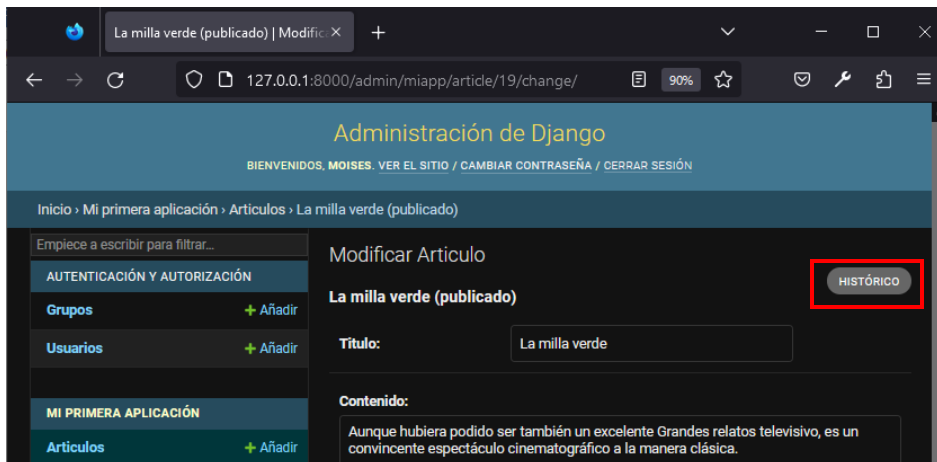 La milla verde (publicado) | Modific
127.0.0.1:8000/admin/miapp/article/19/change/
90%
Administración de Django
BIENVENIDOS, MOISES. VER EL SITIO / CAMBIAR CONTRASEÑA / CERRAR SESIÓN
Inicio › Mi primera aplicación › Articulos › La milla verde (publicado)
Empiece a escribir para filtrar...
AUTENTICACIÓN Y AUTORIZACIÓN
Grupos + Añadir
Usuarios + Añadir
MI PRIMERA APLICACIÓN
Articulos + Añadir
Modificar Articulo
HISTÓRICO
La milla verde (publicado)
Titulo: La milla verde
Contenido:
Aunque hubiera podido ser también un excelente Grandes relatos televisivo, es un
convincente espectáculo cinematográfico a la manera clásica.